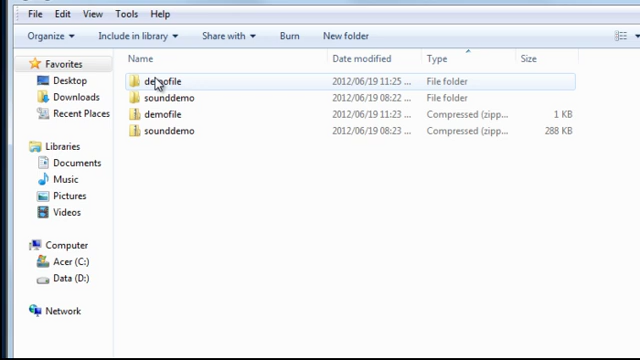 File Edit View Tools Help
Organize Include in library Share with Burn New folder
Name Date modified Type Size
Favorites
Desktop
Downloads
Recent Places
Libraries
Documents
Music
Pictures
Videos
Computer
Acer (C:)
Data (D:)
Network
demofile 2012/06/19 11:25 ... File folder
sounddemo 2012/06/19 08:22 ... File folder
demofile 2012/06/19 11:23 ... Compressed (zipp... 1 KB
sounddemo 2012/06/19 08:23 ... Compressed (zipp... 288 KB